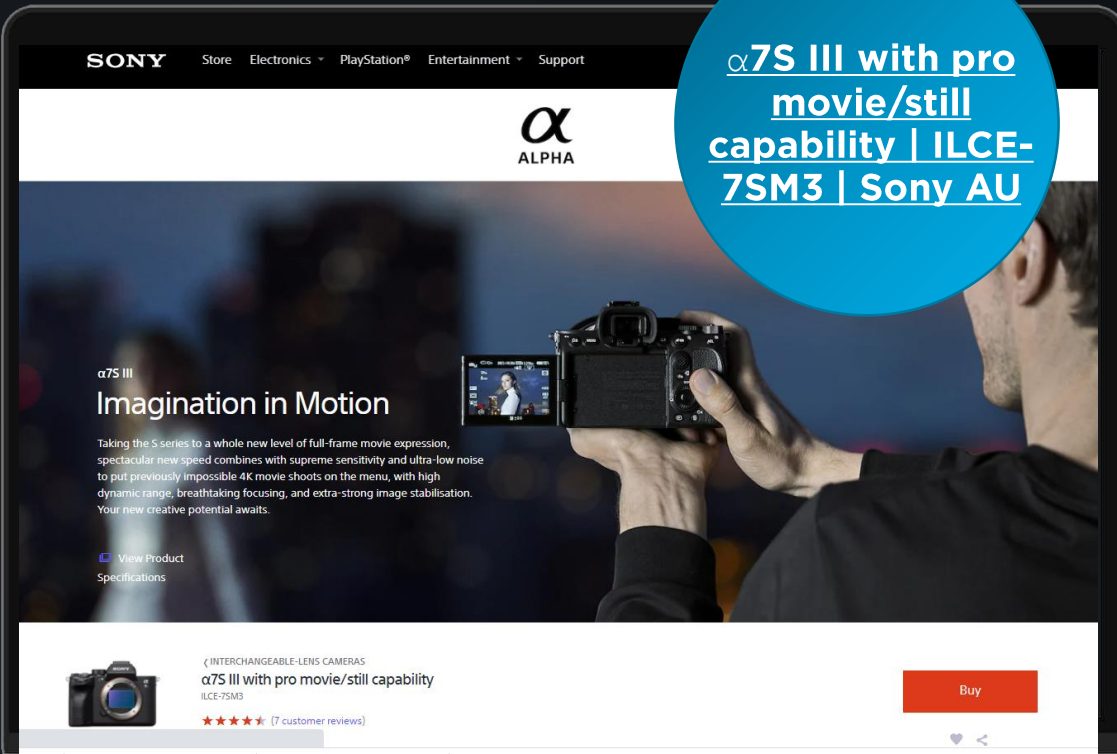 SONY Store Electronics PlayStation® Entertainment Support
α7S III with pro
movie/still
capability | ILCE-
7SM3 | Sony AU
α
ALPHA
α7S III
Imagination in Motion
Taking the S series to a whole new level of full-frame movie expression,
spectacular new speed combines with supreme sensitivity and ultra-low noise
to put previously impossible 4K movie shoots on the menu, with high
dynamic range, breathtaking focusing, and extra-strong image stabilisation.
Your new creative potential awaits.
View Product
Specifications
INTERCHANGEABLE-LENS CAMERAS
α7S III with pro movie/still capability
ILCE-7SM3
(7 customer reviews)
Buy
SONY